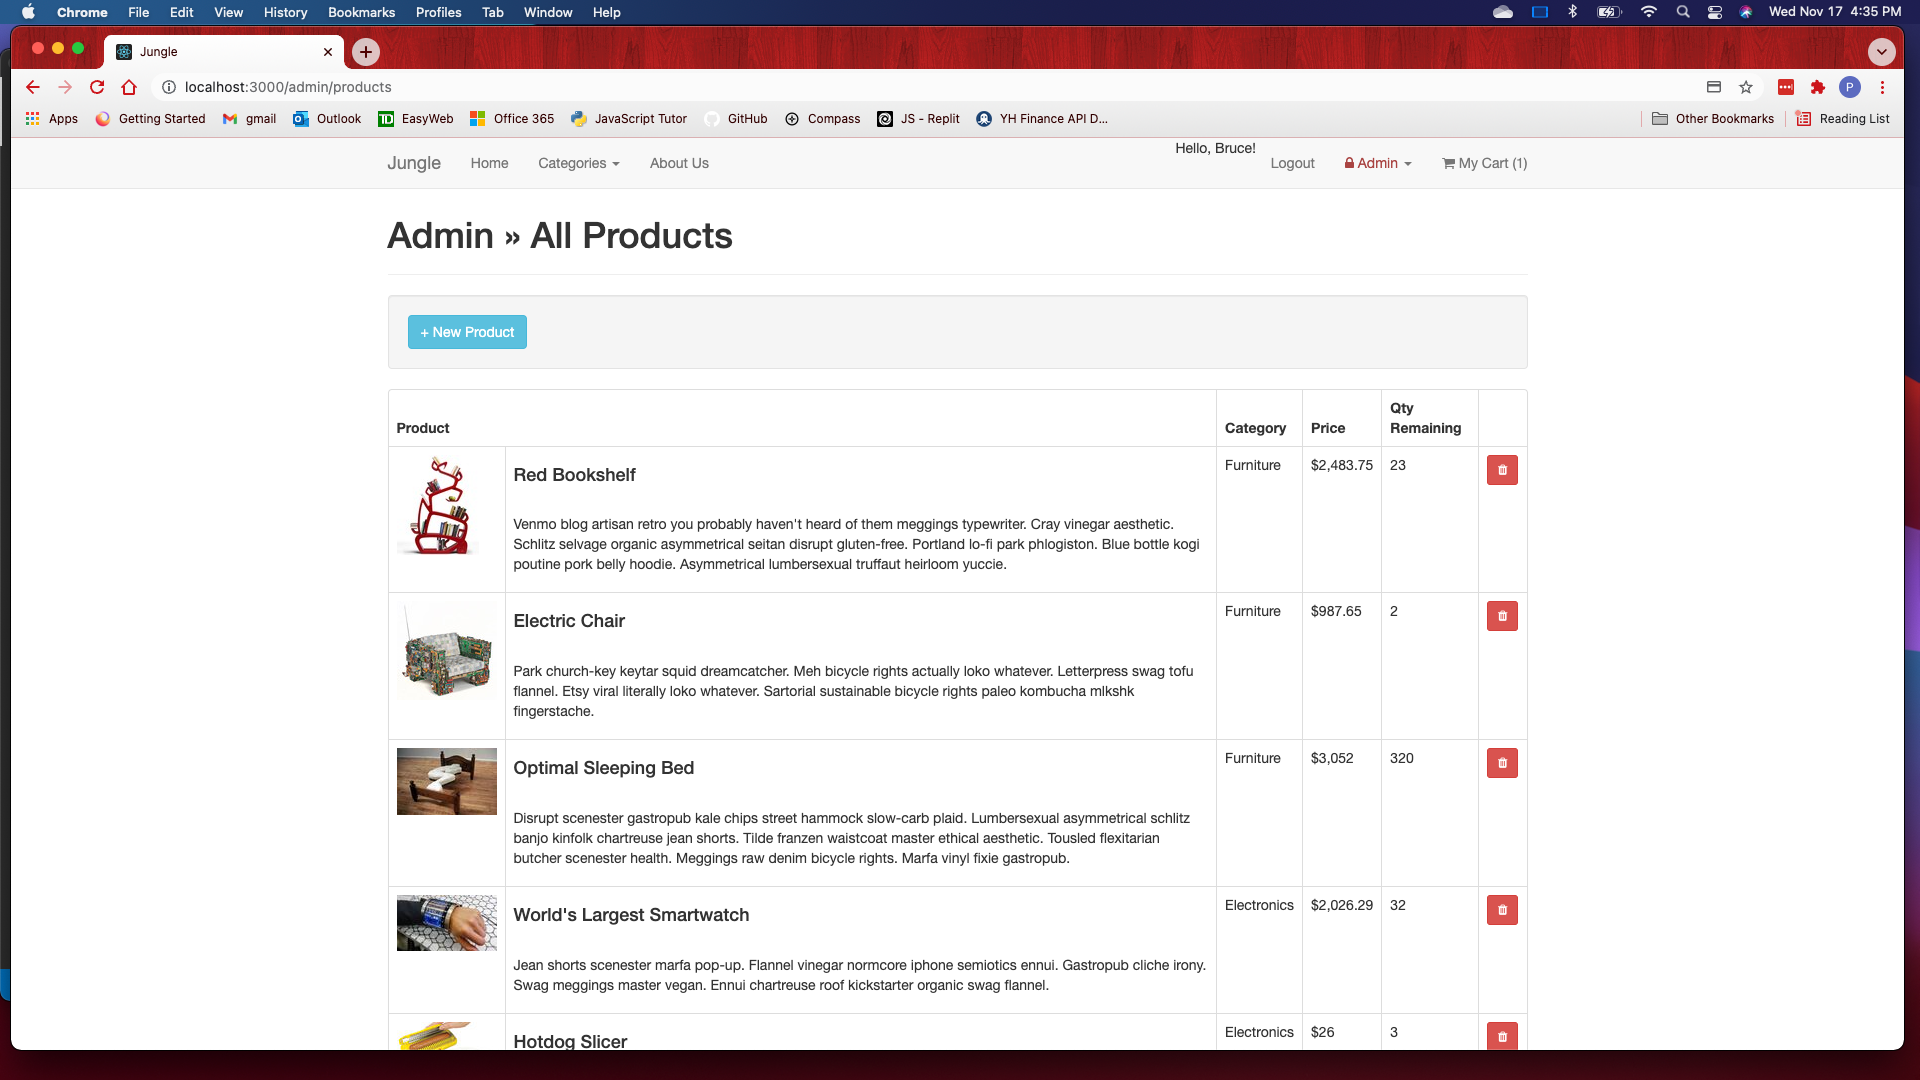 Chrome File Edit View History Bookmarks Profiles Tab Window Help Wed Nov 17 4:35 PM
Jungle
localhost:3000/admin/products P
Apps Getting Started gmail Outlook TD EasyWeb Office 365 JavaScript Tutor GitHub Compass JS - Replit YH Finance API D... Other Bookmarks Reading List
Jungle Home Categories About Us Hello, Bruce! Logout Admin My Cart (1)
Admin » All Products
+ New Product
Product Category Price Qty Remaining
Red Bookshelf Furniture $2,483.75 23
Venmo blog artisan retro you probably haven't heard of them meggings typewriter. Cray vinegar aesthetic.
Schlitz selvage organic asymmetrical seitan disrupt gluten-free. Portland lo-fi park phlogiston. Blue bottle kogi
poutine pork belly hoodie. Asymmetrical lumbersexual truffaut heirloom yuccie.
Electric Chair Furniture $987.65 2
Park church-key keytar squid dreamcatcher. Meh bicycle rights actually loko whatever. Letterpress swag tofu
flannel. Etsy viral literally loko whatever. Sartorial sustainable bicycle rights paleo kombucha mlkshk
fingerstache.
Optimal Sleeping Bed Furniture $3,052 320
Disrupt scenester gastropub kale chips street hammock slow-carb plaid. Lumbersexual asymmetrical schlitz
banjo kinfolk chartreuse jean shorts. Tilde franzen waistcoat master ethical aesthetic. Tousled flexitarian
butcher scenester health. Meggings raw denim bicycle rights. Marfa vinyl fixie gastropub.
World's Largest Smartwatch Electronics $2,026.29 32
Jean shorts scenester marfa pop-up. Flannel vinegar normcore iphone semiotics ennui. Gastropub cliche irony.
Swag meggings master vegan. Ennui chartreuse roof kickstarter organic swag flannel.
Hotdog Slicer Electronics $26 3